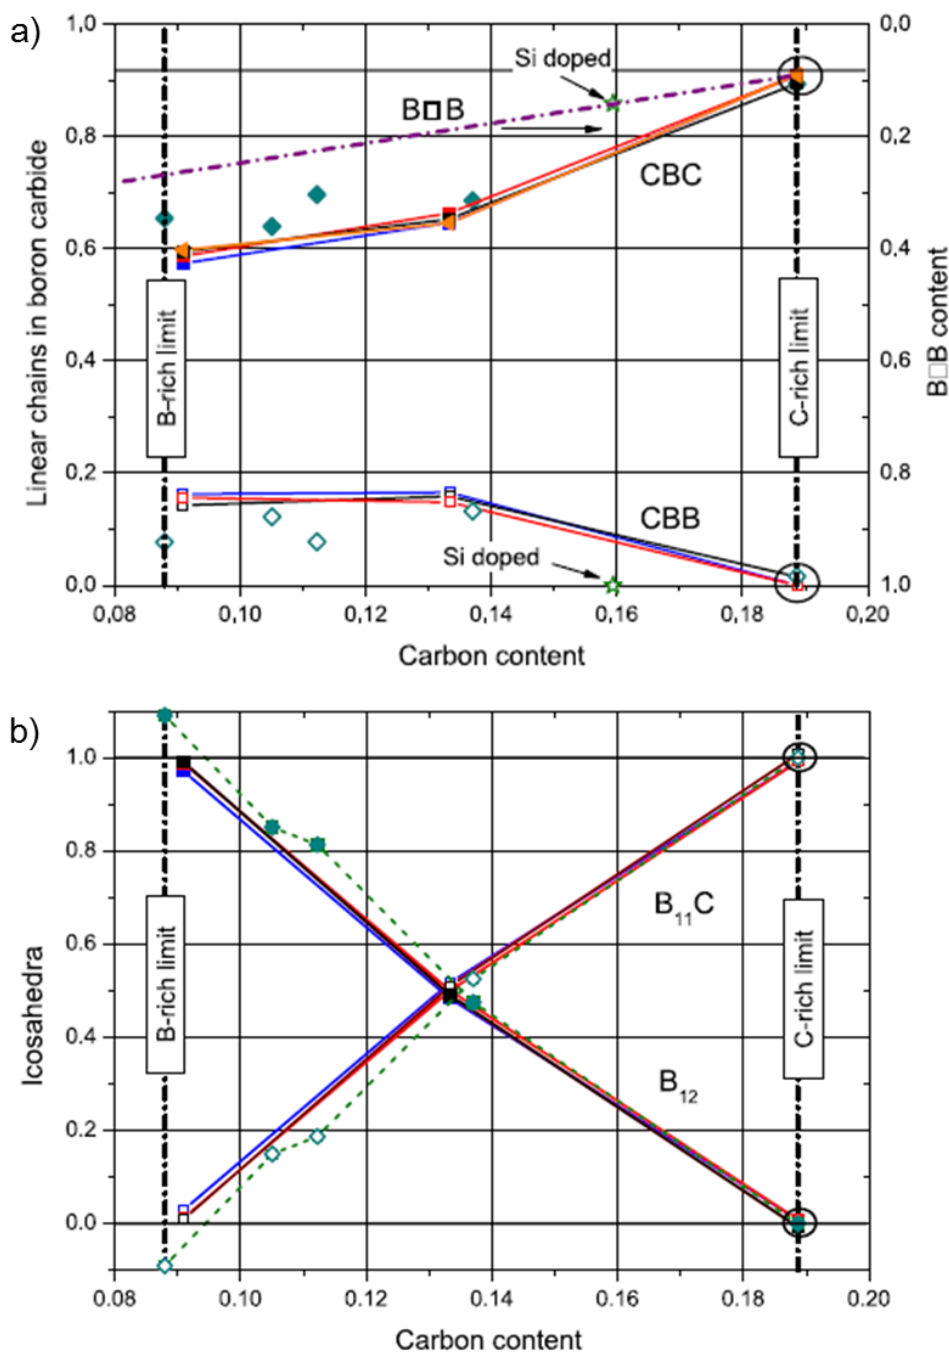 a)
1,0
0,8
0,6
0,4
0,2
0,0
Linear chains in boron carbide
0,0
0,2
0,4
0,6
0,8
1,0
B□B content
Si doped
B□B
CBC
B-rich limit
C-rich limit
CBB
Si doped
0,08 0,10 0,12 0,14 0,16 0,18 0,20
Carbon content
b)
1.0
0.8
0.6
0.4
0.2
0.0
Icosahedra
B₁₁C
B-rich limit
C-rich limit
B₁₂
0.08 0.10 0.12 0.14 0.16 0.18 0.20
Carbon content